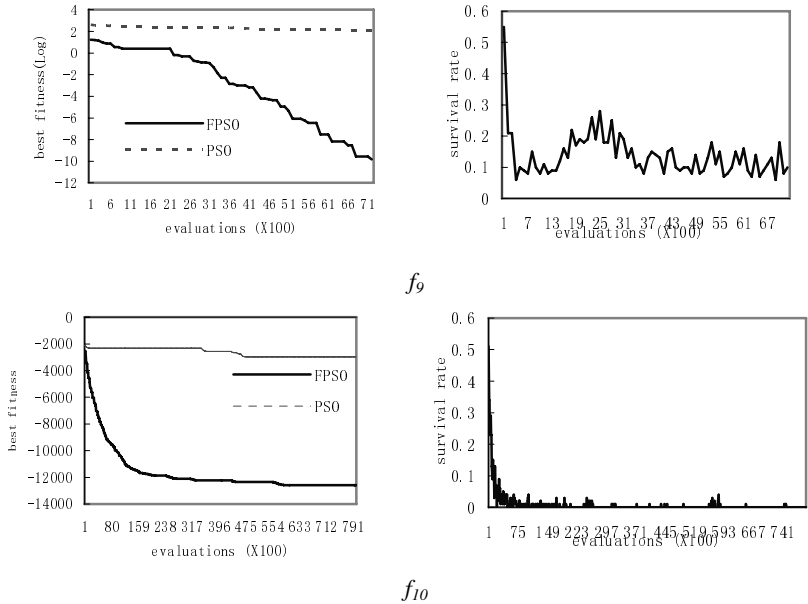 4
2
0
-2
-4
-6
-8
-10
-12
best fitness(Log)
FPSO
PSO
1 6 11 16 21 26 31 36 41 46 51 56 61 66 71
evaluations (X100)
0.6
0.5
0.4
0.3
0.2
0.1
0
survival rate
1 7 13 19 25 31 37 43 49 55 61 67
evaluations (X100)
f9
0
-2000
-4000
-6000
-8000
-10000
-12000
-14000
best fitness
FPSO
PSO
1 80 159 238 317 396 475 554 633 712 791
evaluations (X100)
0.6
0.5
0.4
0.3
0.2
0.1
0
survival rate
1 75 149 223 297 371 445 519 593 667 741
evaluations (X100)
f10